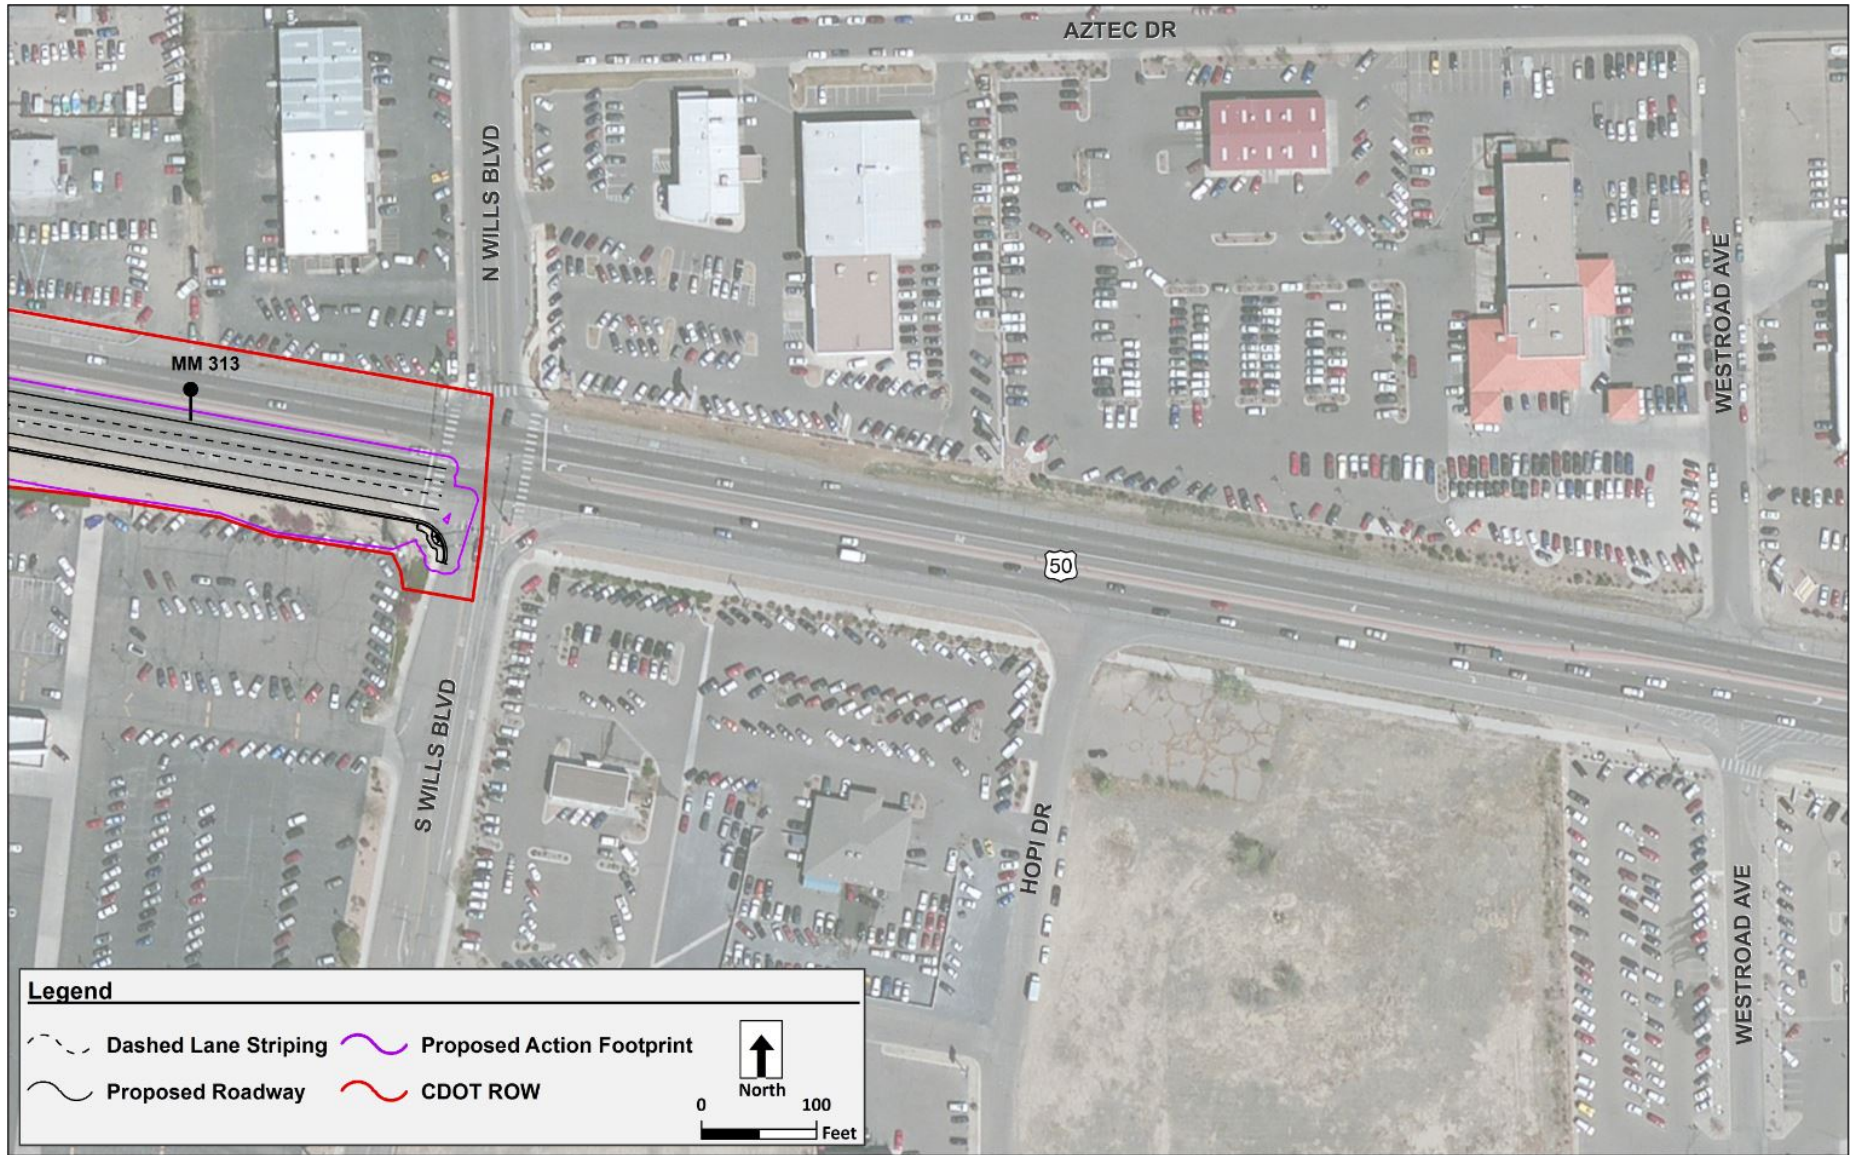 AZTEC DR
N WILLS BLVD
WESTROAD AVE
MM 313
50
S WILLS BLVD
HOPI DR
WESTROAD AVE
Legend
Dashed Lane Striping
Proposed Action Footprint
Proposed Roadway
CDOT ROW
North
0 100
Feet